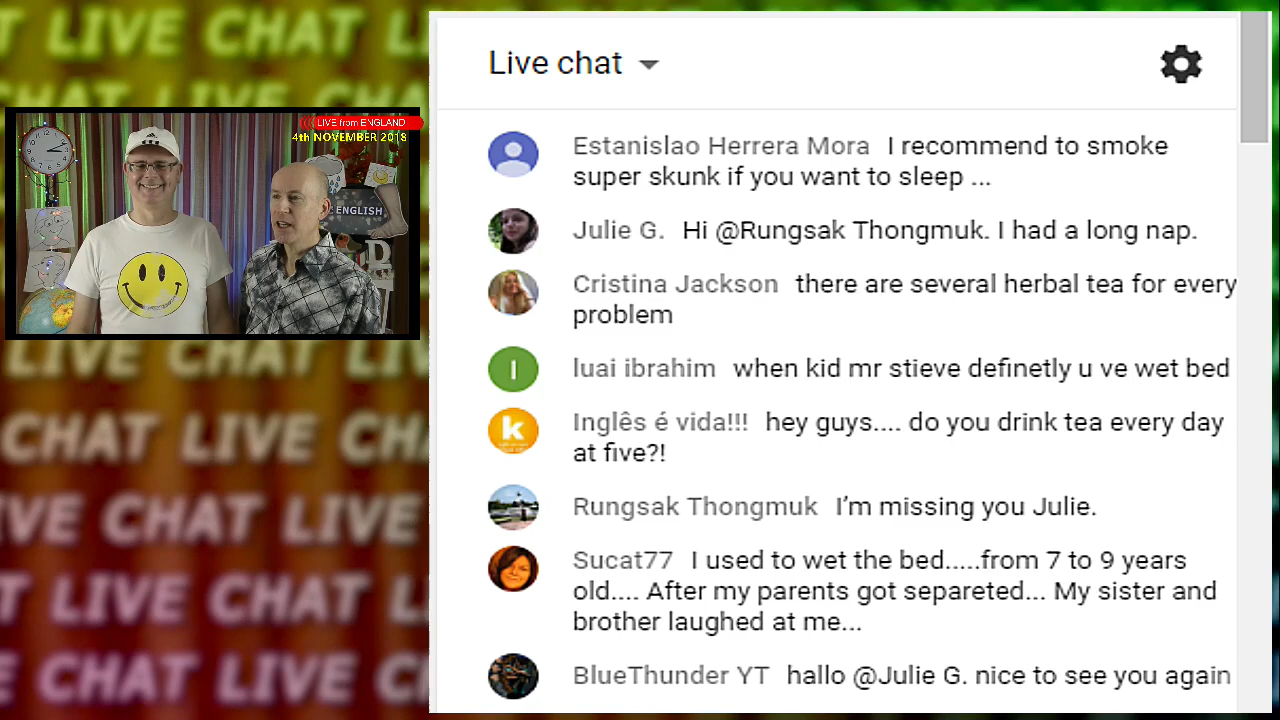 T LIVE CHAT LI
CHAT LIVE CHAT
LIVE from ENGLAND
4th NOVEMBER 2018
ENGLISH
D
LIVE CHAT LIV
CHAT LIVE CHA
IVE CHAT LIVE
T LIVE CHAT L
CHAT LIVE CH
Live chat
Estanislao Herrera Mora I recommend to smoke
super skunk if you want to sleep ...
Julie G. Hi @Rungsak Thongmuk. I had a long nap.
Cristina Jackson there are several herbal tea for every
problem
l
luai ibrahim when kid mr stieve definetly u ve wet bed
k
Inglês é vida!!! hey guys.... do you drink tea every day
at five?!
Rungsak Thongmuk I’m missing you Julie.
Sucat77 I used to wet the bed.....from 7 to 9 years
old.... After my parents got separeted... My sister and
brother laughed at me...
BlueThunder YT hallo @Julie G. nice to see you again